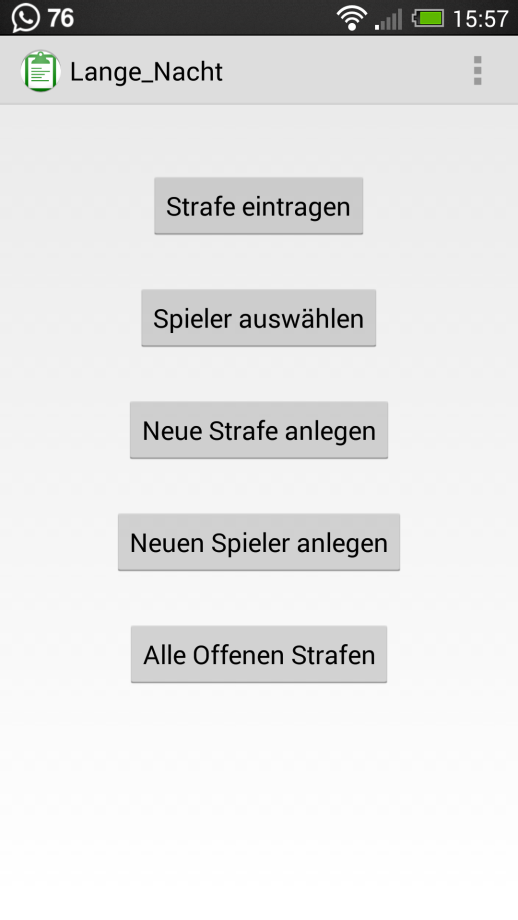 76 15:57
Lange_Nacht
Strafe eintragen
Spieler auswählen
Neue Strafe anlegen
Neuen Spieler anlegen
Alle Offenen Strafen